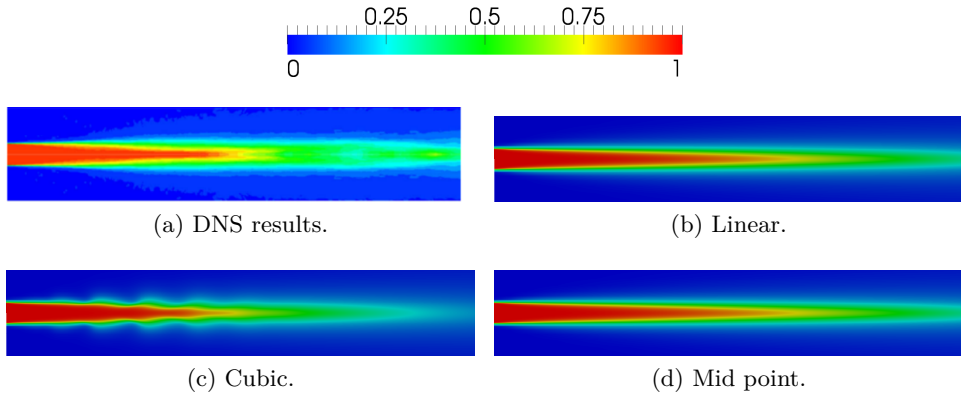 0.25 0.5 0.75
0 1
(a) DNS results.
(b) Linear.
(c) Cubic.
(d) Mid point.